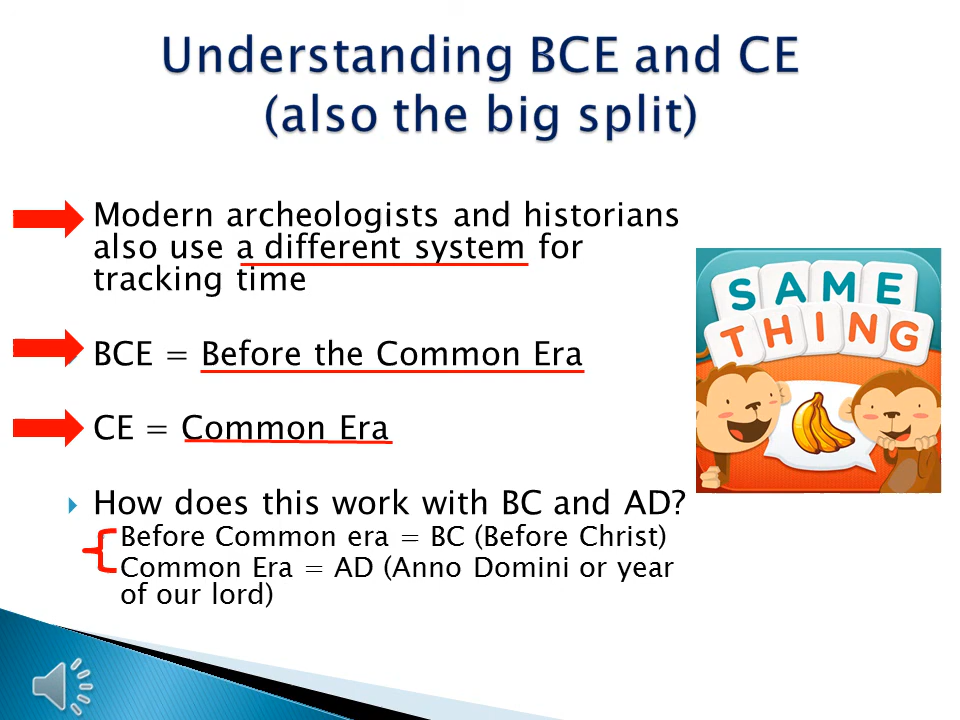 Understanding BCE and CE
(also the big split)
Modern archeologists and historians
also use a different system for
tracking time
BCE = Before the Common Era
CE = Common Era
How does this work with BC and AD?
Before Common era = BC (Before Christ)
Common Era = AD (Anno Domini or year
of our lord)
SAME
THING